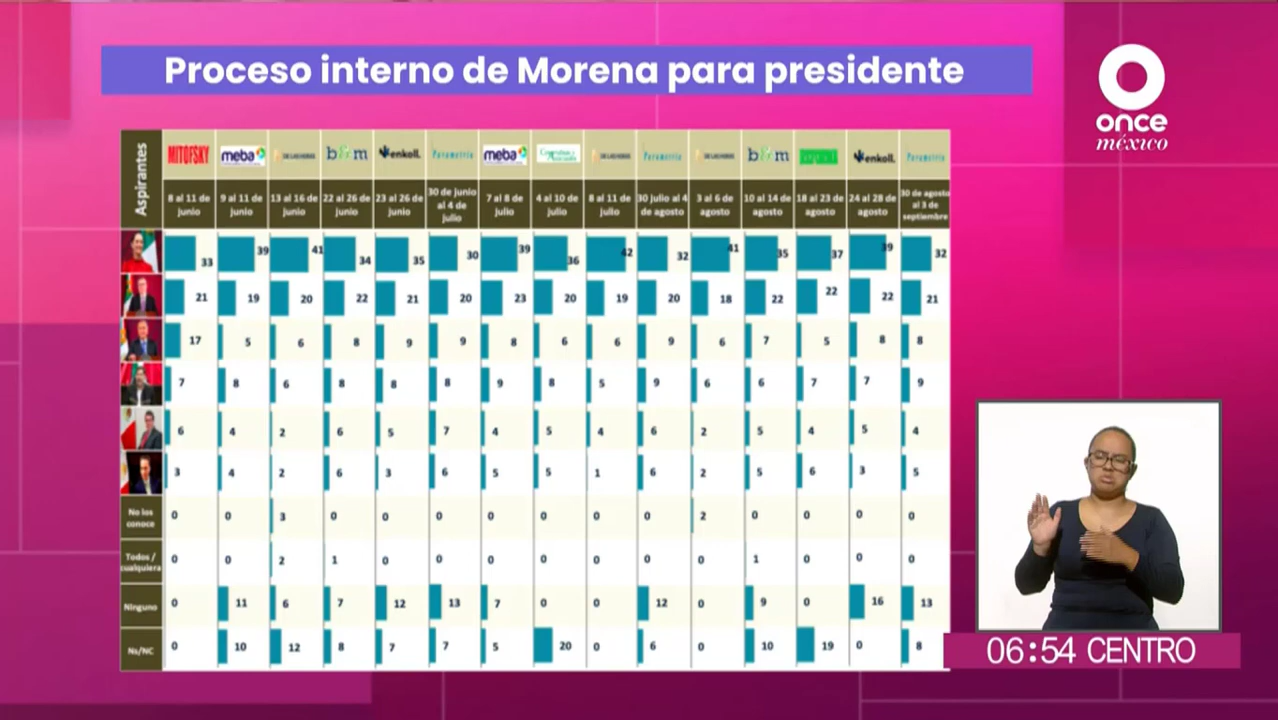 Proceso interno de Morena para presidente
once
méxico
Aspirantes
MITOFSKY meba DE LAS HERAS enkoll. Parametría meba DE LAS HERAS Parametría DE LAS HERAS enkoll. Parametría
8 al 11 de junio 9 al 11 de junio 13 al 16 de junio 22 al 26 de junio 23 al 26 de junio 30 de junio al 4 de julio 7 al 8 de julio 4 al 10 de julio 8 al 11 de julio 30 julio al 4 de agosto 3 al 6 de agosto 10 al 14 de agosto 18 al 23 de agosto 24 al 28 de agosto 30 de agosto al 3 de septiembre
33 39 41 34 35 30 39 36 42 32 41 35 37 39 32
21 19 20 22 21 20 23 20 19 20 18 22 22 22 21
17 5 6 8 9 9 8 6 6 9 6 7 5 8 8
7 8 6 8 8 8 9 8 5 9 6 6 7 7 9
6 4 2 6 5 7 4 5 4 6 2 5 4 5 4
3 4 2 6 3 6 5 5 1 6 2 5 6 3 5
No los conoce 0 0 3 0 0 0 0 0 0 0 2 0 0 0 0
Todos / cualquiera 0 0 2 1 0 0 0 0 0 0 0 1 0 0 0
Ninguno 0 11 6 7 12 13 7 0 0 12 0 9 0 16 13
Ns/NC 0 10 12 8 7 7 5 20 0 6 0 10 19 0 8
06:54 CENTRO